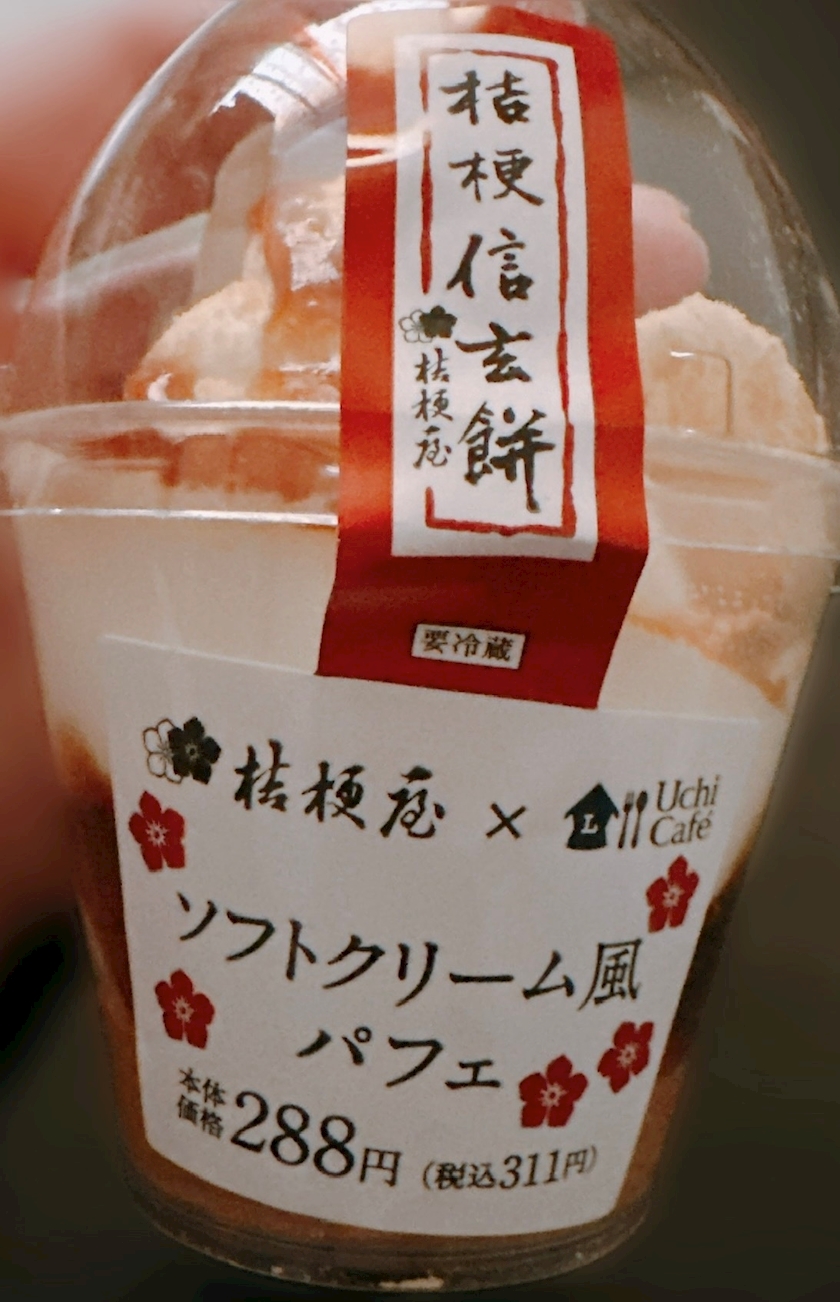 桔梗信玄餅
桔梗屋
要冷蔵
桔梗屋 × L Uchi Café
ソフトクリーム風
パフェ
本体価格288円(税込311円)